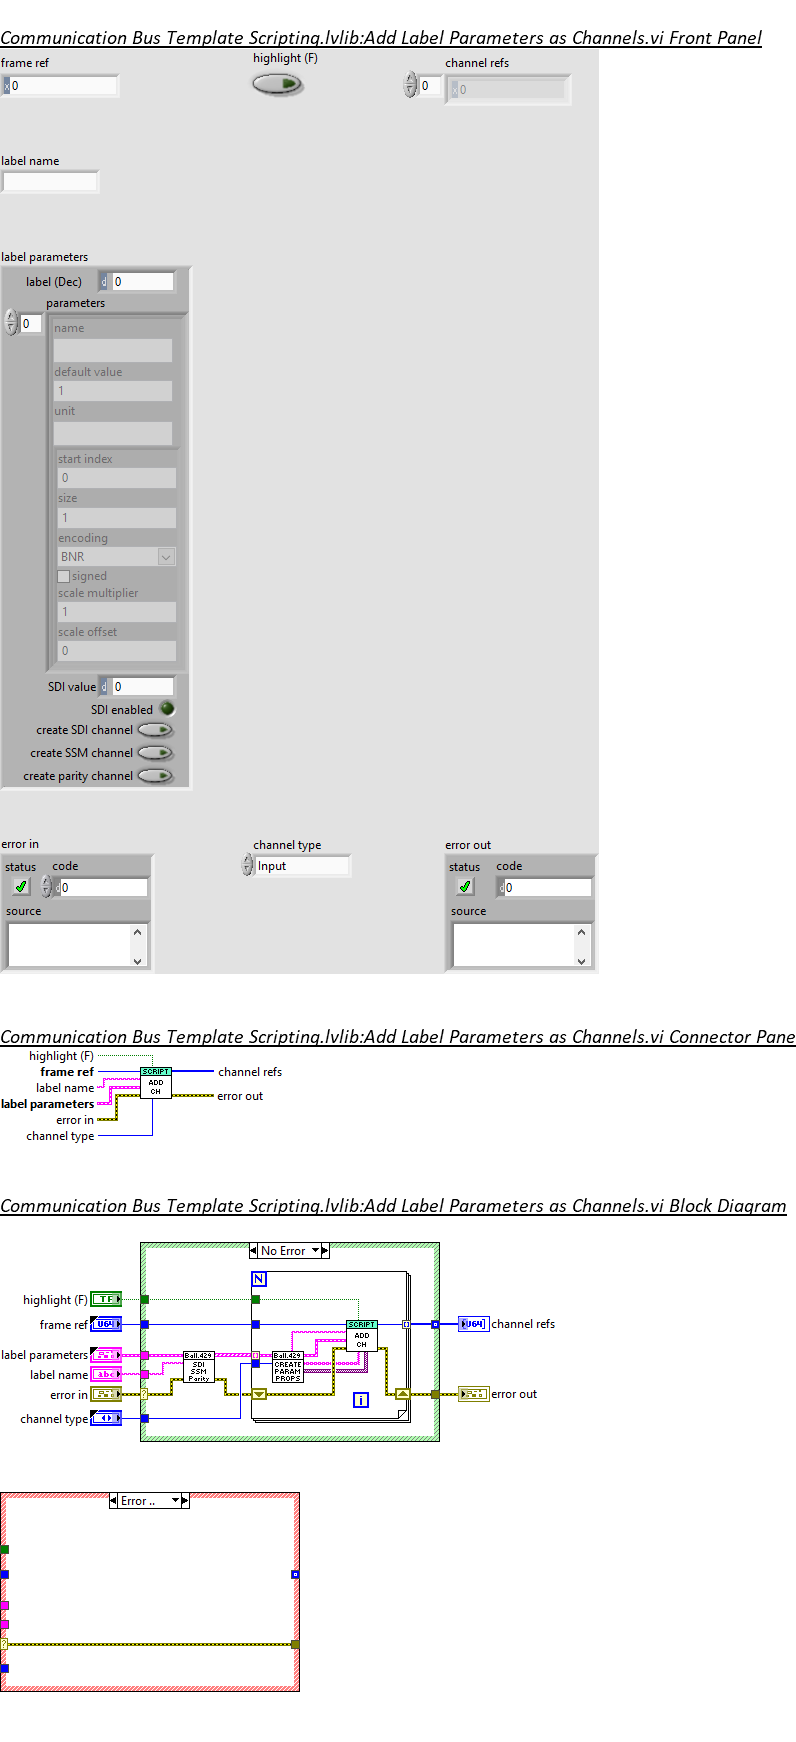 Communication Bus Template Scripting.lvlib:Add Label Parameters as Channels.vi Front Panel
frame ref
highlight (F)
channel refs
x 0
0
x 0
label name
label parameters
label (Dec)
d 0
parameters
0
name
default value
1
unit
start index
0
size
1
encoding
BNR
signed
scale multiplier
1
scale offset
0
SDI value
d 0
SDI enabled
create SDI channel
create SSM channel
create parity channel
error in
channel type
error out
status
code
Input
status
code
d 0
d 0
source
source
Communication Bus Template Scripting.lvlib:Add Label Parameters as Channels.vi Connector Pane
highlight (F)
frame ref
label name
label parameters
error in
channel type
SCRIPT
ADD
CH
channel refs
error out
Communication Bus Template Scripting.lvlib:Add Label Parameters as Channels.vi Block Diagram
No Error
N
highlight (F)
TF
frame ref
U64
SCRIPT
ADD
CH
[U64]
channel refs
label parameters
Ball.429
SDI
SSM
Parity
Ball.429
CREATE
PARAM
PROPS
label name
abc
error in
?
i
error out
channel type
Error ..
?